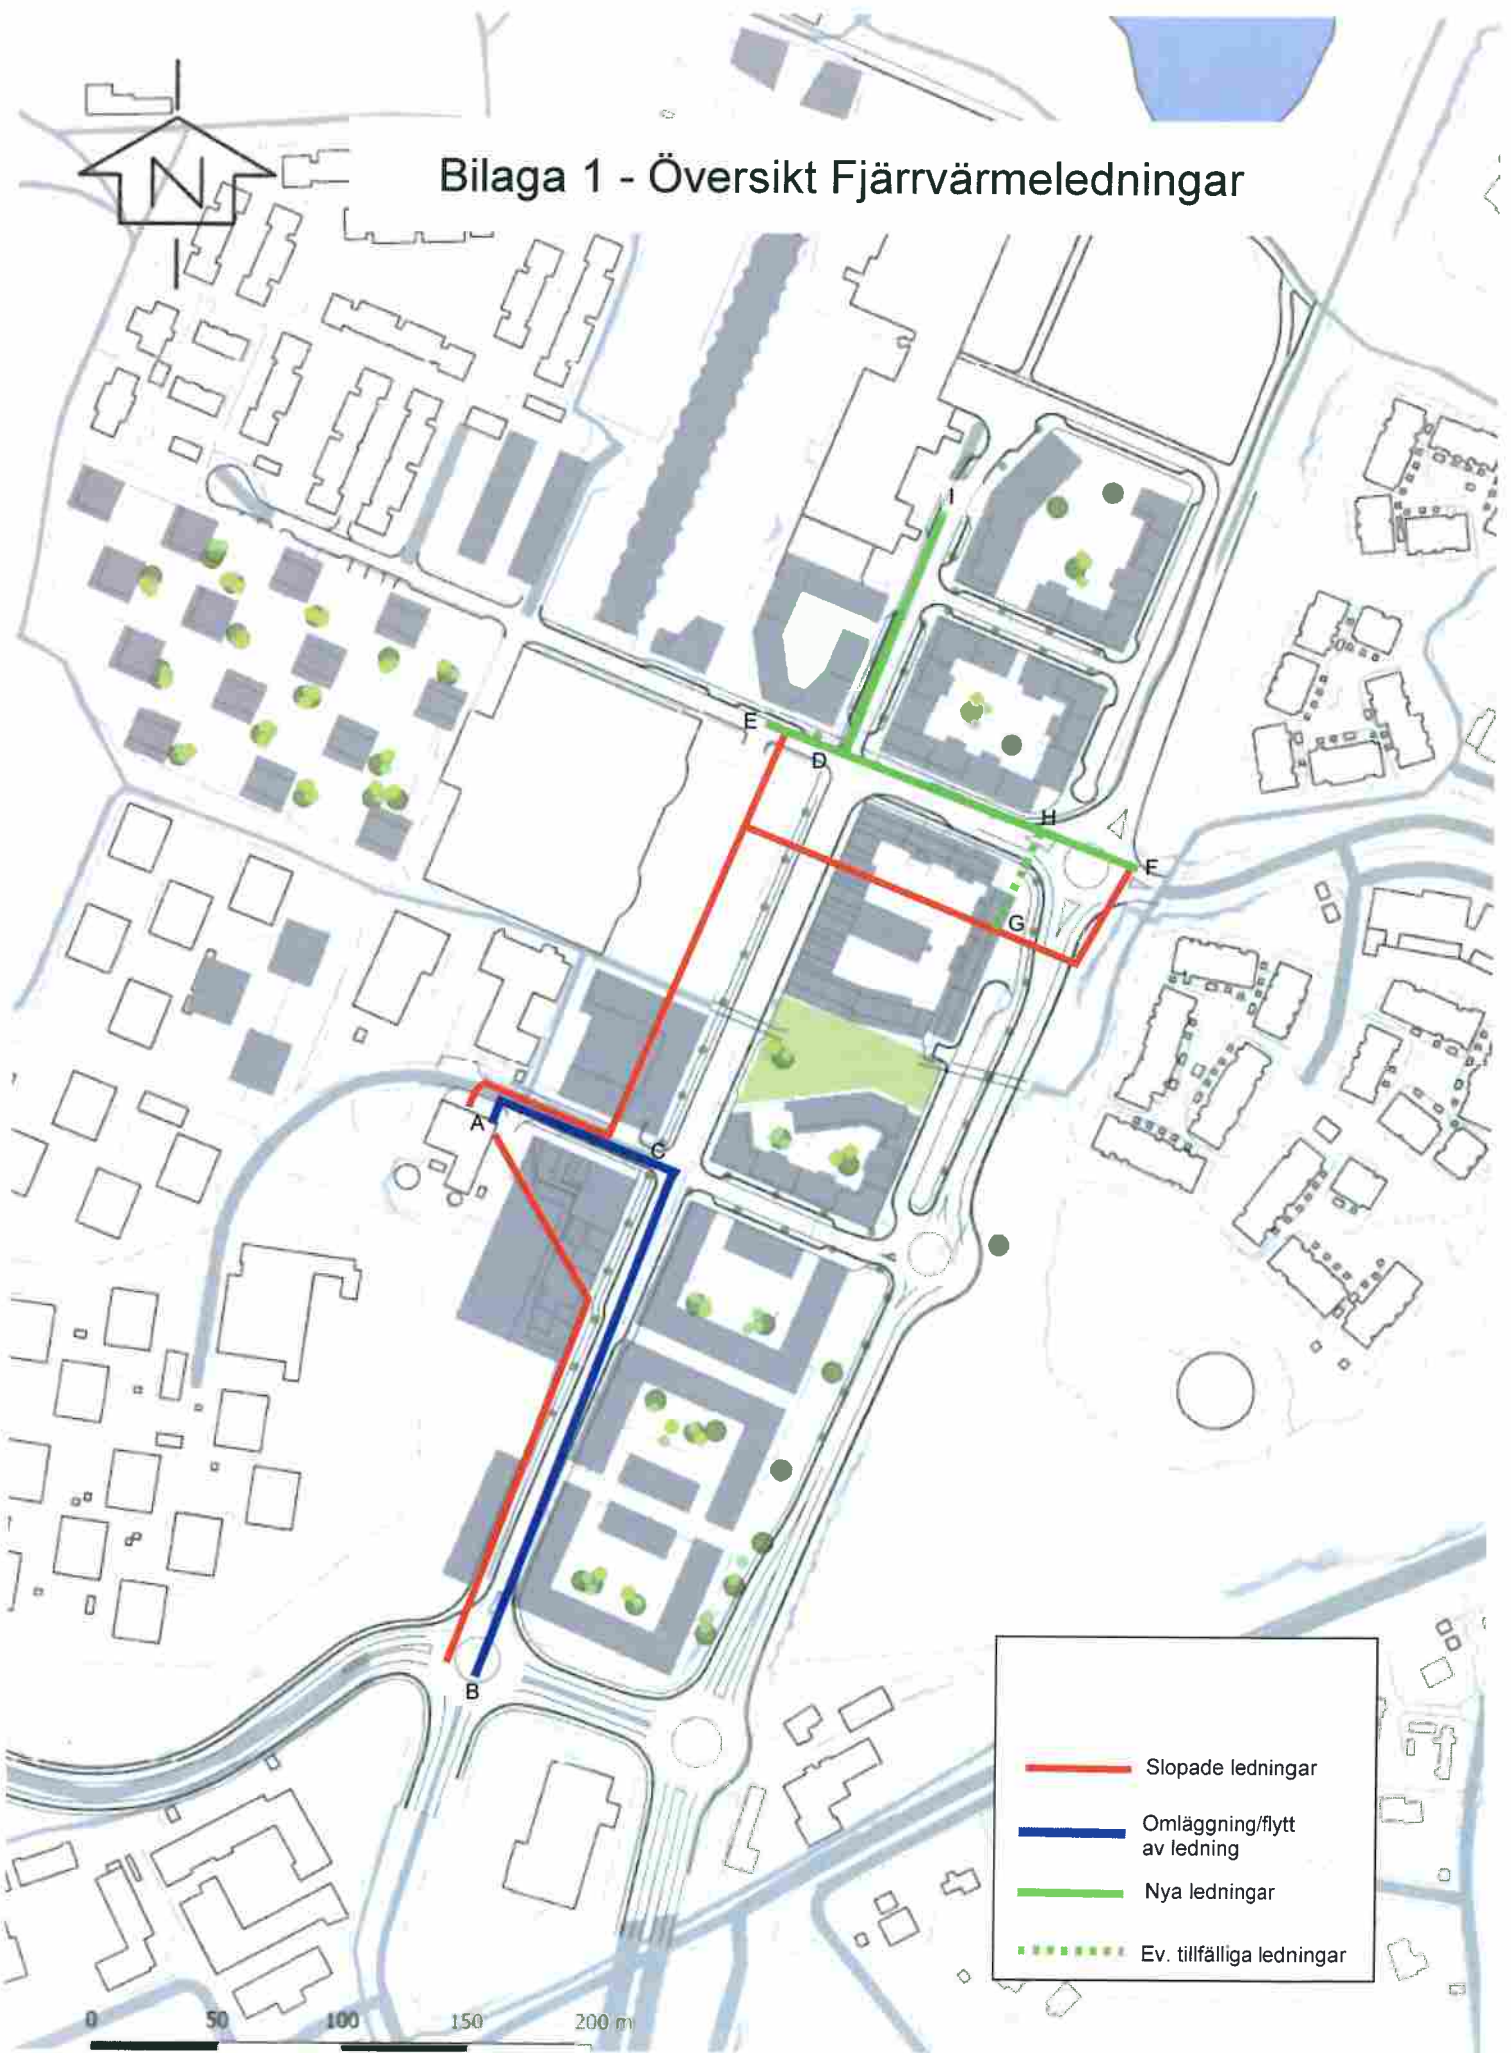 N
Bilaga 1 - Översikt Fjärrvärmeledningar
I
E
D
H
F
G
A
C
B
Slopade ledningar
Omläggning/flytt
av ledning
Nya ledningar
Ev. tillfälliga ledningar
0 50 100 150 200 m